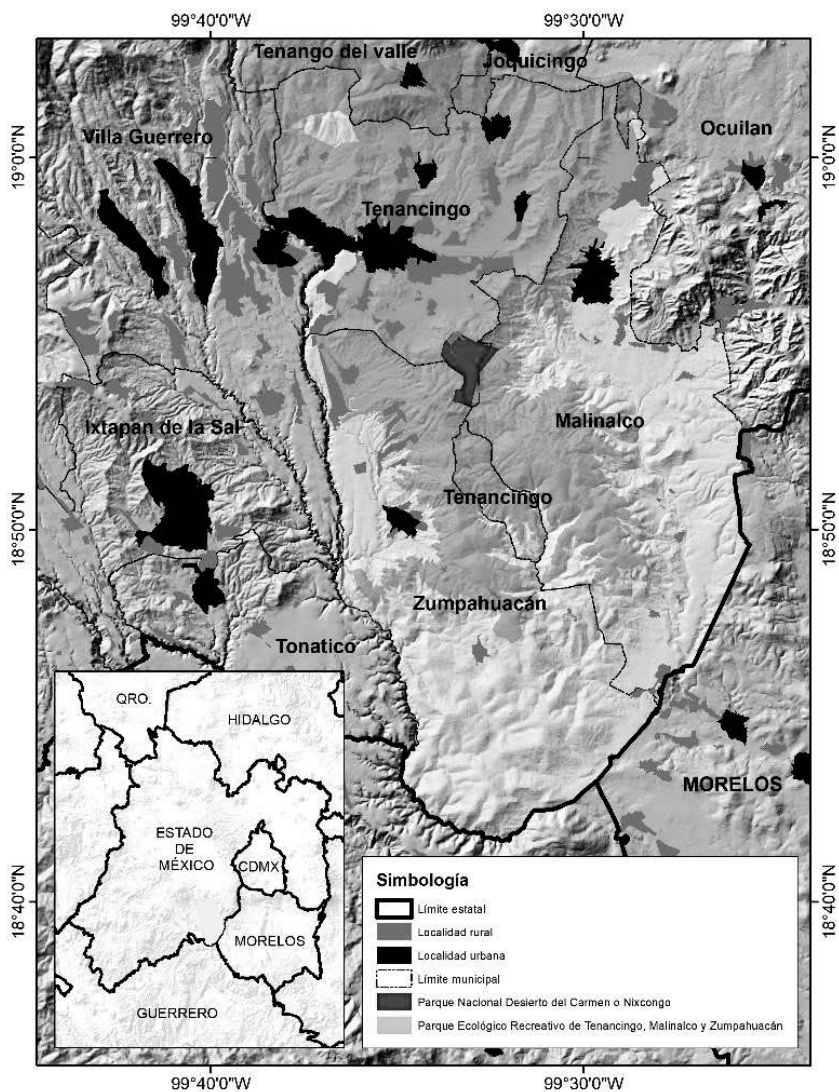 99°40'0"W
99°30'0"W
Tenango del valle
Joquicingo
Villa Guerrero
Ocuilan
19°0'0"N
19°0'0"N
Tenancingo
Ixtapan de la Sal
Malinalco
Tenancingo
18°50'0"N
18°50'0"N
Zumpahuacán
Tonatico
MORELOS
QRO.
HIDALGO
ESTADO
DE
MÉXICO
CDMX
MORELOS
GUERRERO
Simbología
Límite estatal
Localidad rural
Localidad urbana
Límite municipal
Parque Nacional Desierto del Carmen o Nixcongo
Parque Ecológico Recreativo de Tenancingo, Malinalco y Zumpahuacán
18°40'0"N
18°40'0"N
99°40'0"W
99°30'0"W